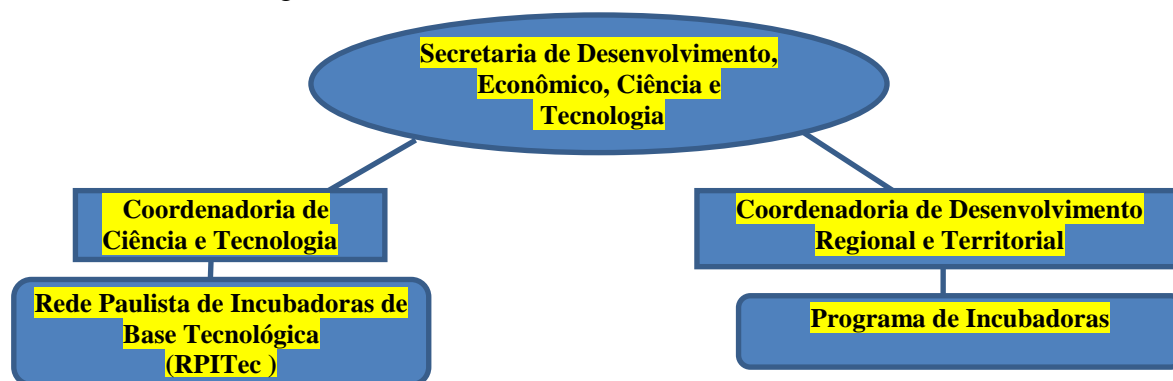 Secretaria de Desenvolvimento,
Econômico, Ciência e
Tecnologia
Coordenadoria de
Ciência e Tecnologia
Coordenadoria de Desenvolvimento
Regional e Territorial
Rede Paulista de Incubadoras de
Base Tecnológica
(RPITec )
Programa de Incubadoras